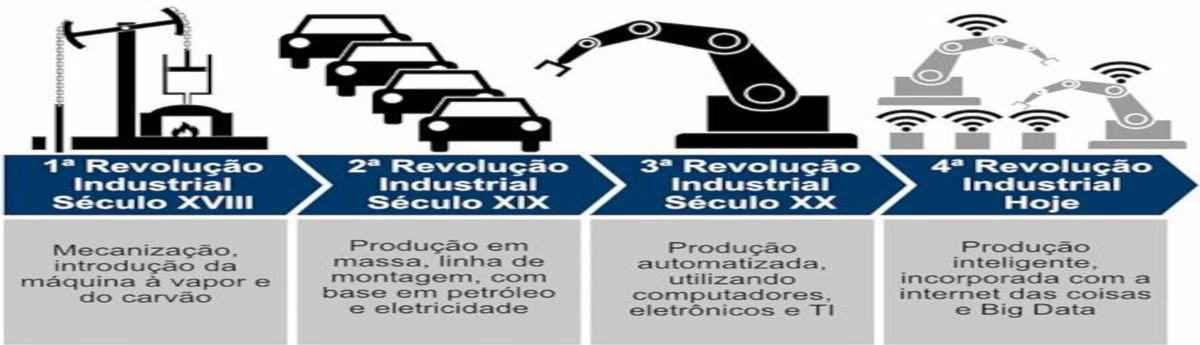 1ª Revolução
Industrial
Século XVIII
Mecanização,
introdução da
máquina à vapor e
do carvão
2ª Revolução
Industrial
Século XIX
Produção em
massa, linha de
montagem, com
base em petróleo
e eletricidade
3ª Revolução
Industrial
Século XX
Produção
automatizada,
utilizando
computadores,
eletrônicos e TI
4ª Revolução
Industrial
Hoje
Produção
inteligente,
incorporada com a
internet das coisas
e Big Data